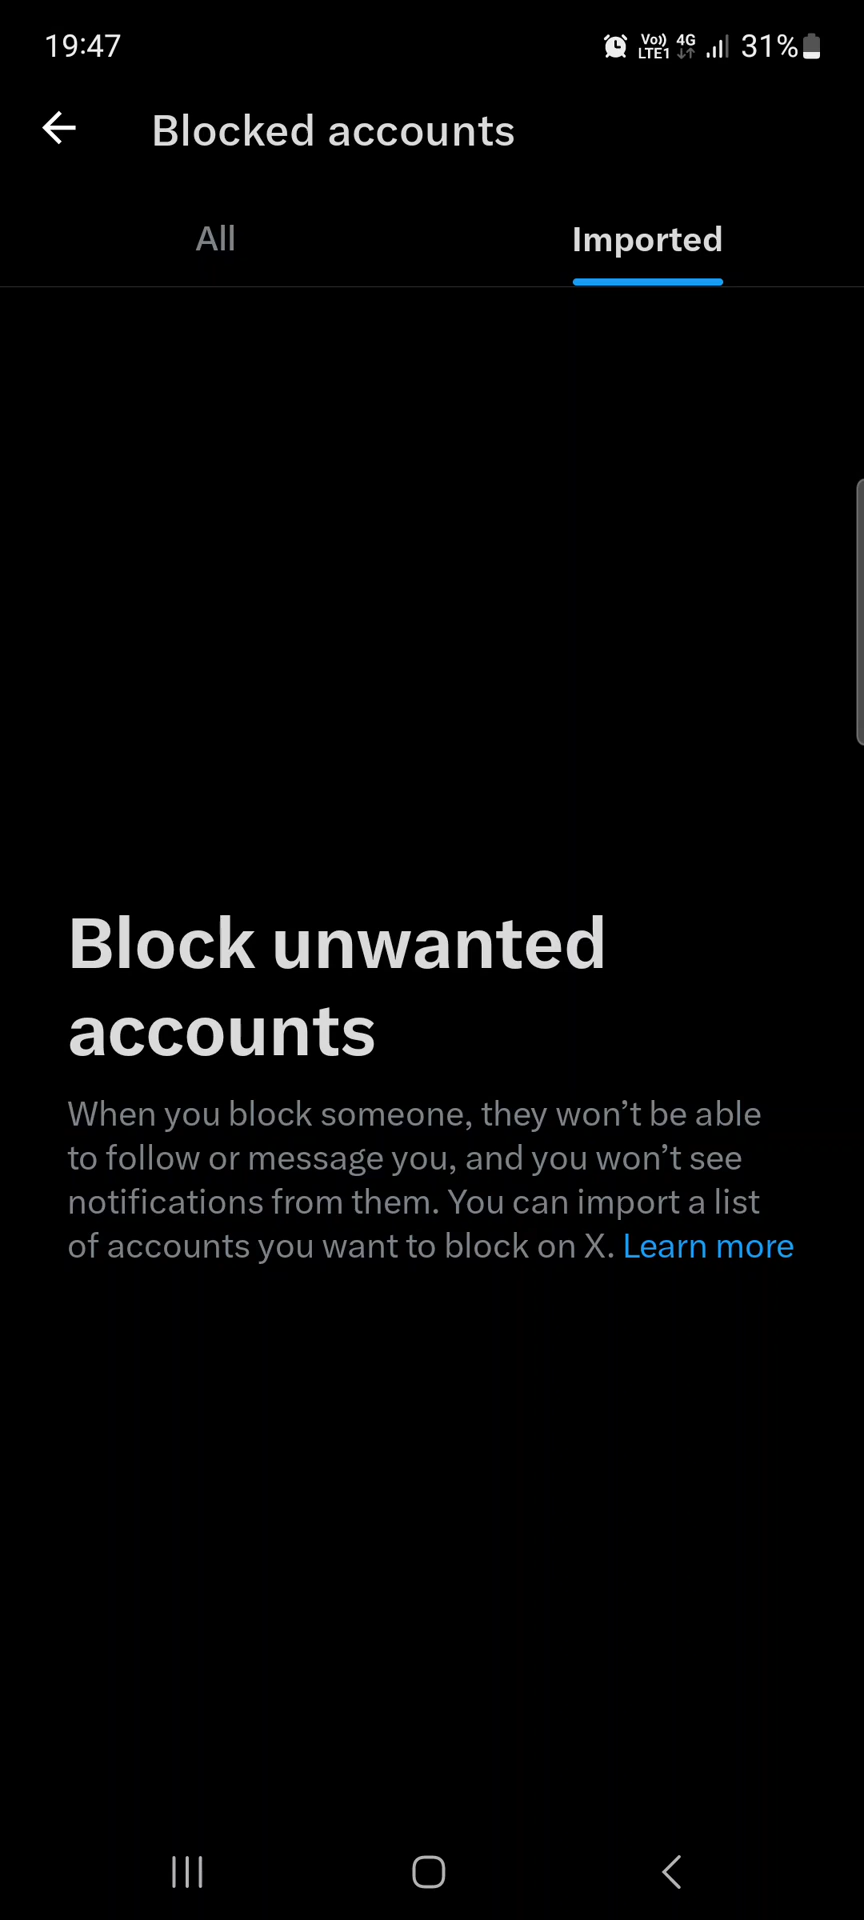 19:47
Vo)) LTE1 4G 31%
Blocked accounts
All
Imported
Block unwanted
accounts
When you block someone, they won’t be able
to follow or message you, and you won’t see
notifications from them. You can import a list
of accounts you want to block on X. Learn more